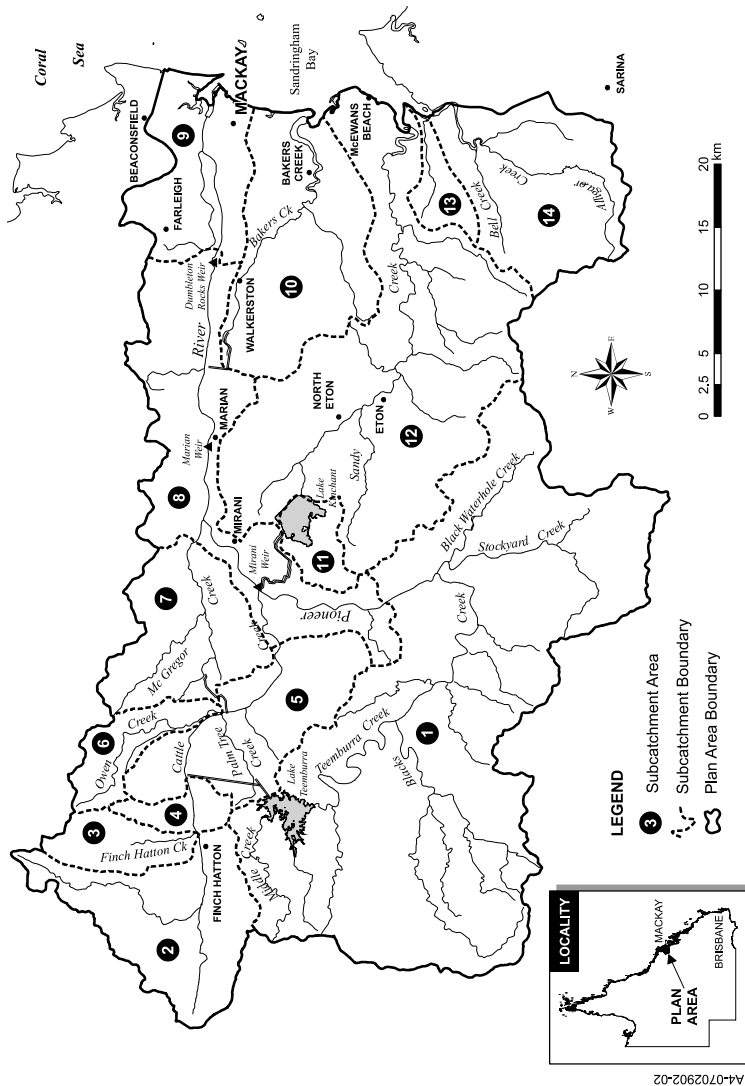 Coral
Sea
BEACONSFIELD
9
FARLEIGH
MACKAY
Sandringham
Bay
Dumbleton
Rocks Weir
River
Bakers Ck
BAKERS
CREEK
McEWANS
BEACH
WALKERSTON
10
SARINA
13
Bell Creek
14
Alligator
Creek
Creek
8
Marian
Weir
MARIAN
MIRANI
Mirani
Weir
NORTH
ETON
ETON
Lake
Kinchant
11
Sandy
12
Black Waterhole Creek
Stockyard Creek
Pioneer
Creek
7
Creek
Mc Gregor
Creek
6
Owen
Creek
Cattle
Palm Tree
Creek
5
3
4
Finch Hatton Ck
FINCH HATTON
2
Lake
Teemburra
Teemburra Creek
Middle Creek
Blacks
1
N
E
S
W
0 2.5 5 10 15 20
km
LEGEND
3 Subcatchment Area
Subcatchment Boundary
Plan Area Boundary
LOCALITY
MACKAY
PLAN
AREA
BRISBANE
A4-0702902-02